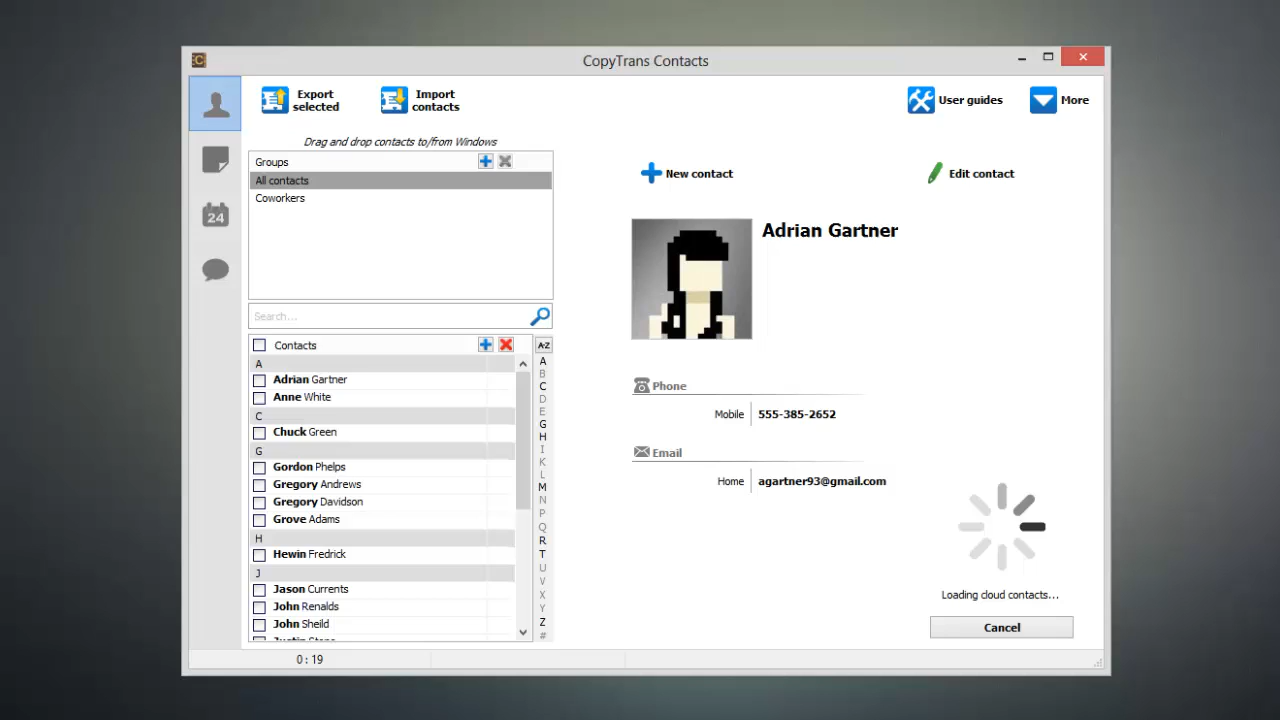 CopyTrans Contacts
Export
selected
Import
contacts
User guides
More
Drag and drop contacts to/from Windows
Groups
All contacts
Coworkers
24
New contact
Edit contact
Adrian Gartner
Search...
Contacts
A-Z
A
Adrian Gartner
Anne White
C
Chuck Green
G
Gordon Phelps
Gregory Andrews
Gregory Davidson
Grove Adams
H
Hewin Fredrick
J
Jason Currents
John Renalds
John Sheild
A
B
C
D
E
G
H
I
K
L
M
N
P
Q
R
T
U
V
X
Y
Z
#
Phone
Mobile 555-385-2652
Email
Home agartner93@gmail.com
Loading cloud contacts...
Cancel
0 : 19